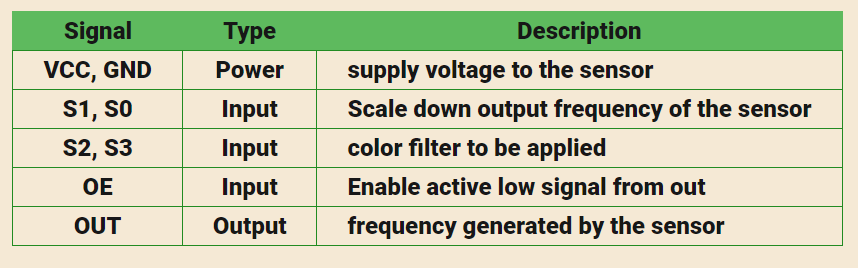 Signal Type Description
VCC, GND Power supply voltage to the sensor
S1, S0 Input Scale down output frequency of the sensor
S2, S3 Input color filter to be applied
OE Input Enable active low signal from out
OUT Output frequency generated by the sensor